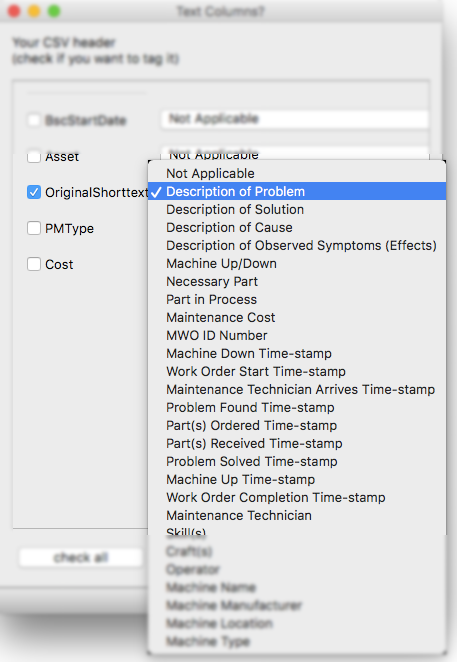 Text Columns?
Your CSV header
(check if you want to tag it)
BscStartDate
Not Applicable
Asset
Not Applicable
OriginalShorttext
PMType
Cost
Not Applicable
✓ Description of Problem
Description of Solution
Description of Cause
Description of Observed Symptoms (Effects)
Machine Up/Down
Necessary Part
Part in Process
Maintenance Cost
MWO ID Number
Machine Down Time-stamp
Work Order Start Time-stamp
Maintenance Technician Arrives Time-stamp
Problem Found Time-stamp
Part(s) Ordered Time-stamp
Part(s) Received Time-stamp
Problem Solved Time-stamp
Machine Up Time-stamp
Work Order Completion Time-stamp
Maintenance Technician
Skill(s)
Craft(s)
Operator
Machine Name
Machine Manufacturer
Machine Location
Machine Type
check all